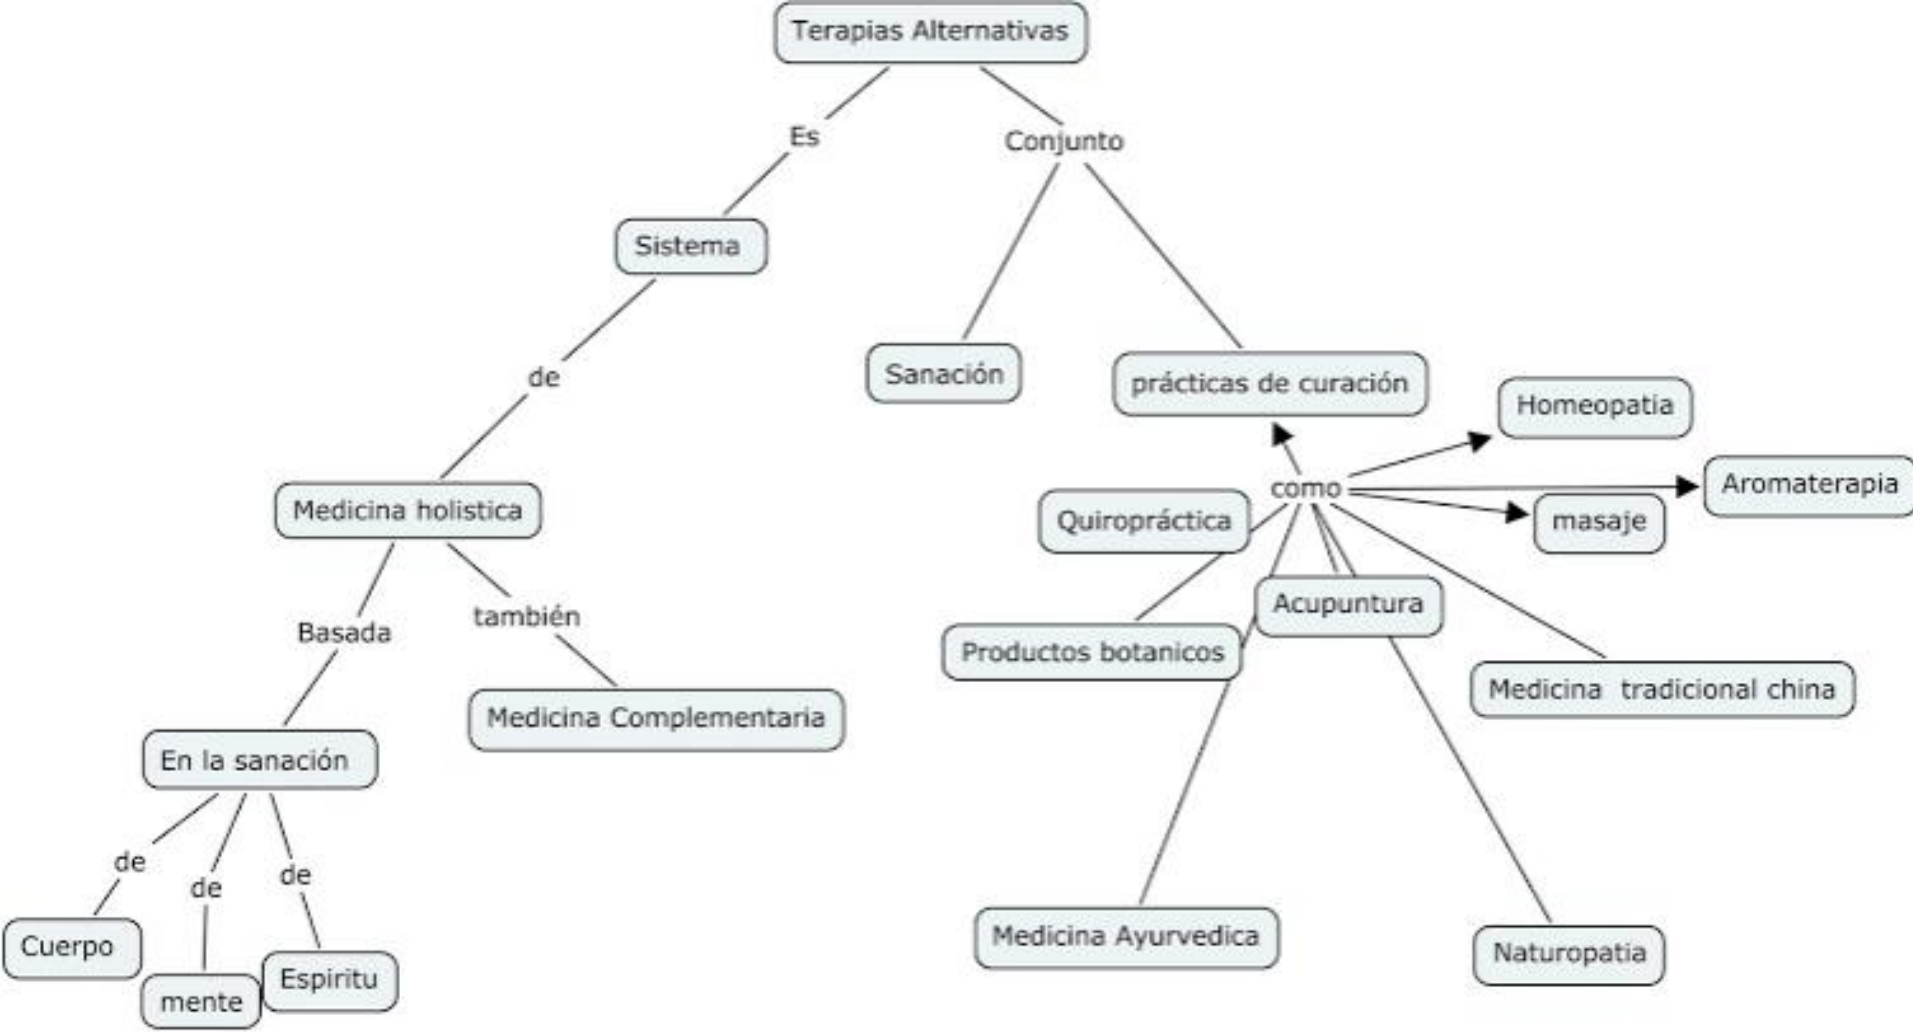 Terapias Alternativas
Es
Conjunto
Sistema
de
Sanación
prácticas de curación
Homeopatia
Aromaterapia
como
masaje
Quiropráctica
Medicina holistica
Acupuntura
Basada
también
Productos botanicos
Medicina tradicional china
Medicina Complementaria
En la sanación
de
de
de
Cuerpo
mente
Espiritu
Medicina Ayurvedica
Naturopatia